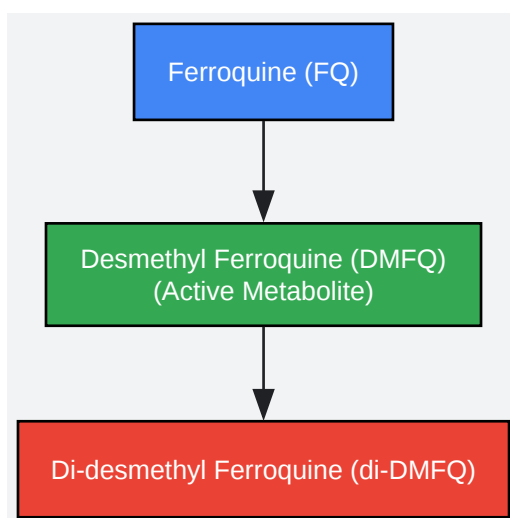 Ferroquine (FQ)
Desmethyl Ferroquine (DMFQ)
(Active Metabolite)
Di-desmethyl Ferroquine (di-DMFQ)